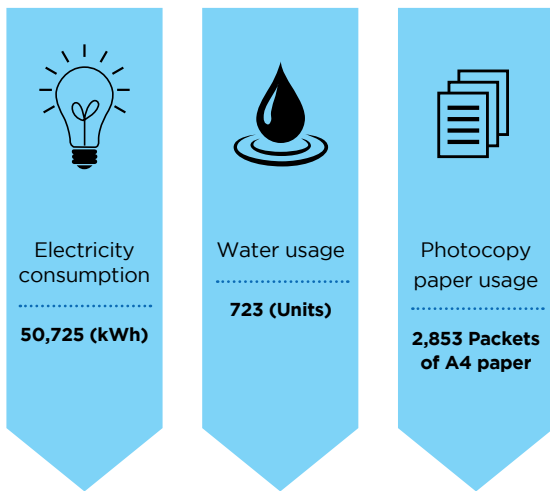 Electricity
consumption
50,725 (kWh)
Water usage
723 (Units)
Photocopy
paper usage
2,853 Packets
of A4 paper